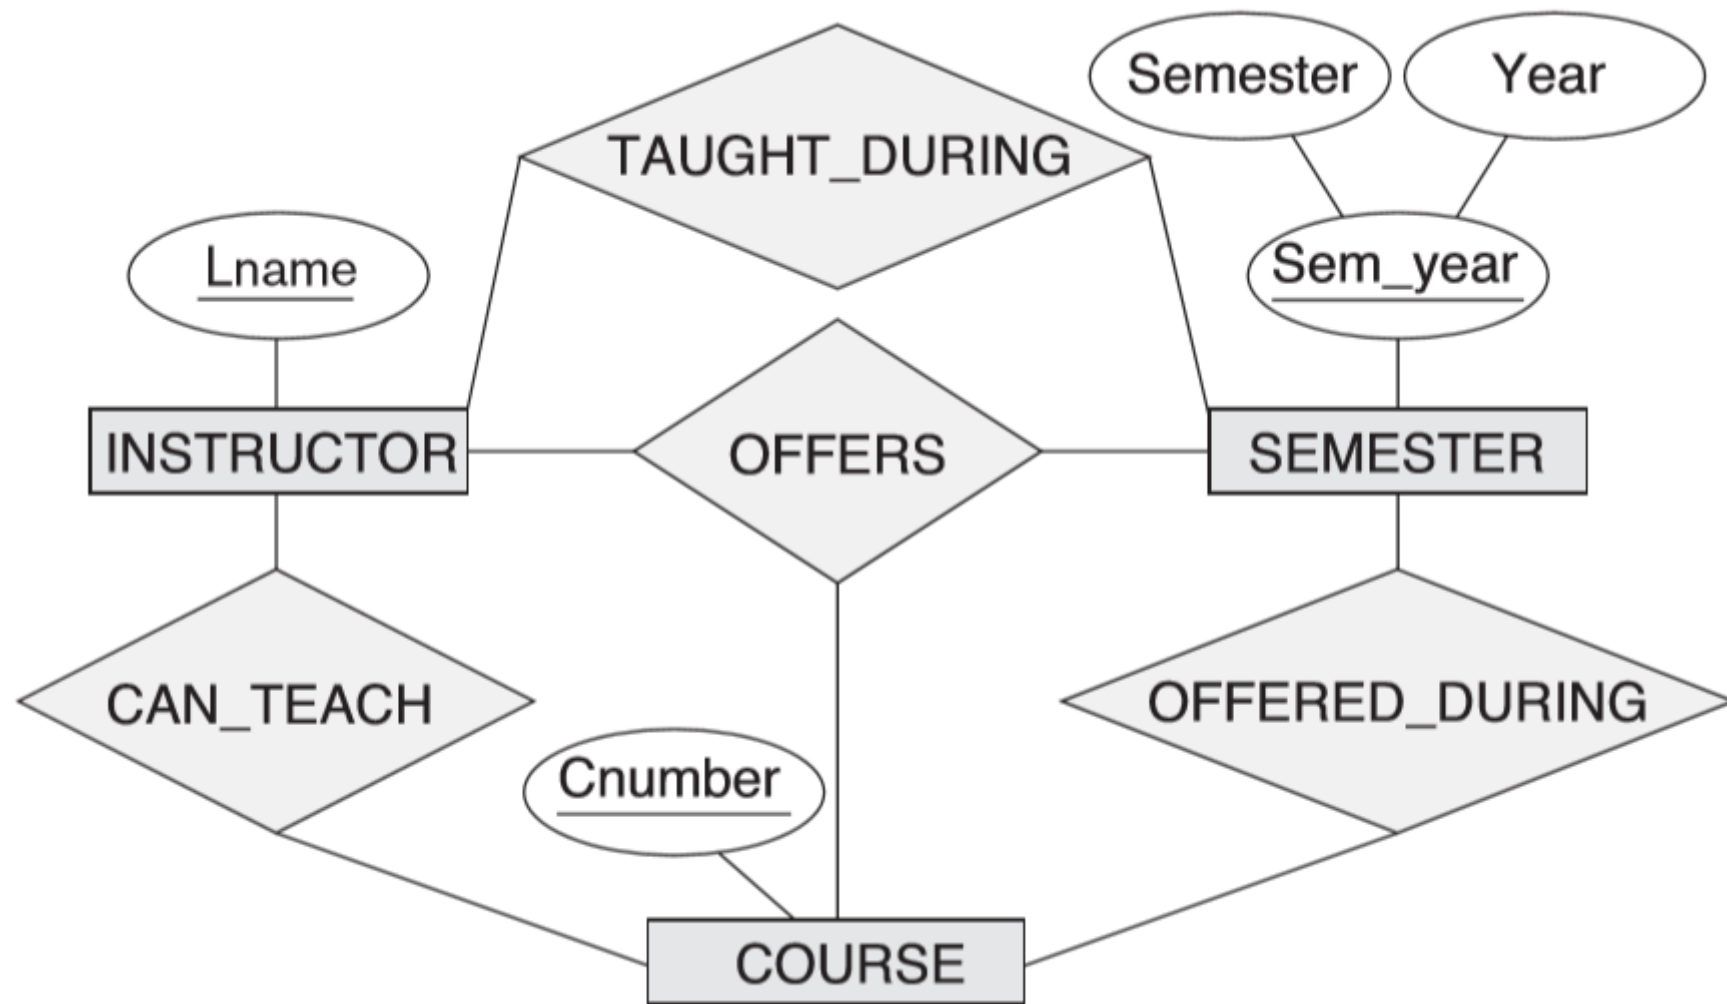 Semester
Year
TAUGHT_DURING
Lname
Sem_year
INSTRUCTOR
OFFERS
SEMESTER
CAN_TEACH
OFFERED_DURING
Cnumber
COURSE